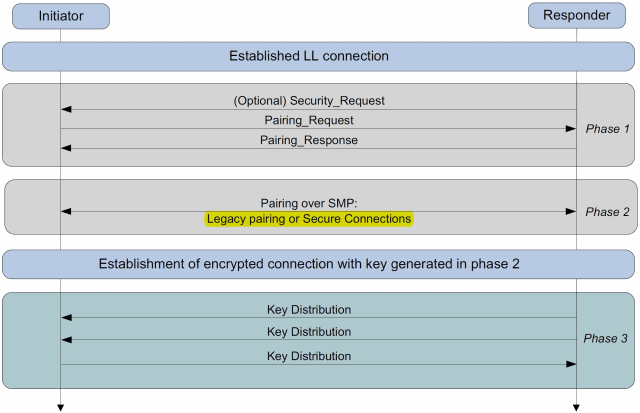 Initiator
Responder
Established LL connection
(Optional) Security_Request
Pairing_Request
Phase 1
Pairing_Response
Pairing over SMP:
Phase 2
Legacy pairing or Secure Connections
Establishment of encrypted connection with key generated in phase 2
Key Distribution
Key Distribution
Phase 3
Key Distribution